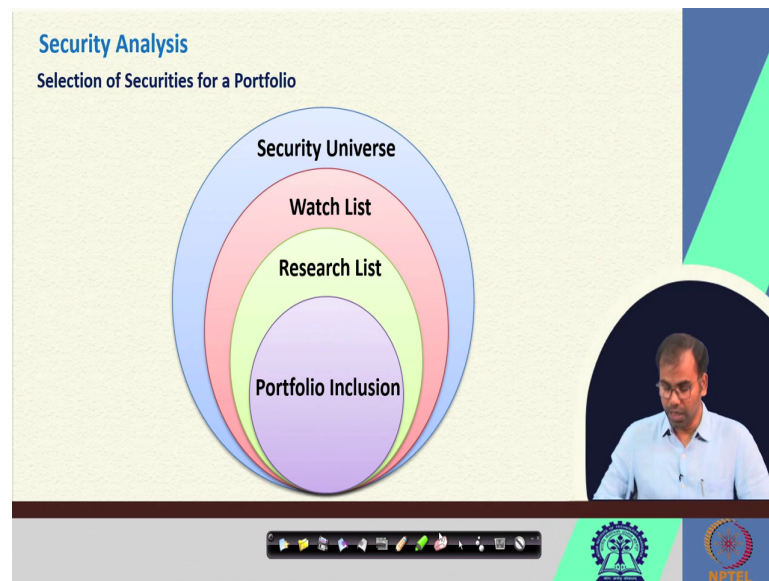 Security Analysis
Selection of Securities for a Portfolio
Security Universe
Watch List
Research List
Portfolio Inclusion
NPTEL